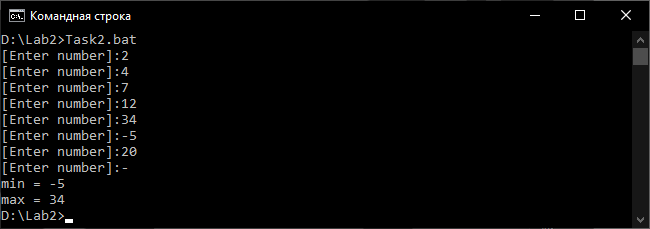 Командная строка
D:\Lab2>Task2.bat
[Enter number]:2
[Enter number]:4
[Enter number]:7
[Enter number]:12
[Enter number]:34
[Enter number]:-5
[Enter number]:20
[Enter number]:-
min = -5
max = 34
D:\Lab2>